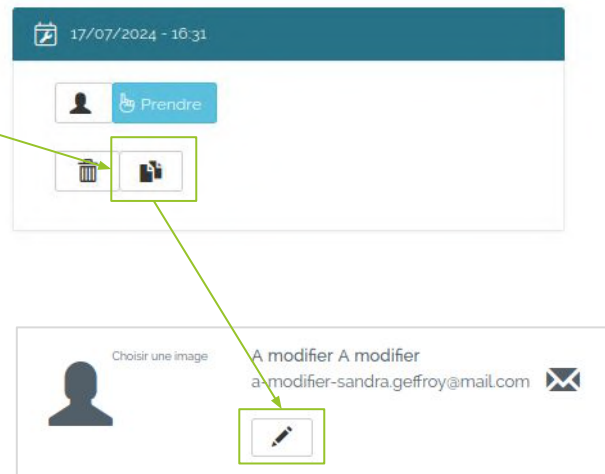 17/07/2024 - 16:31
Prendre
Choisir une image
A modifier A modifier
a-modifier-sandra.geffroy@mail.com